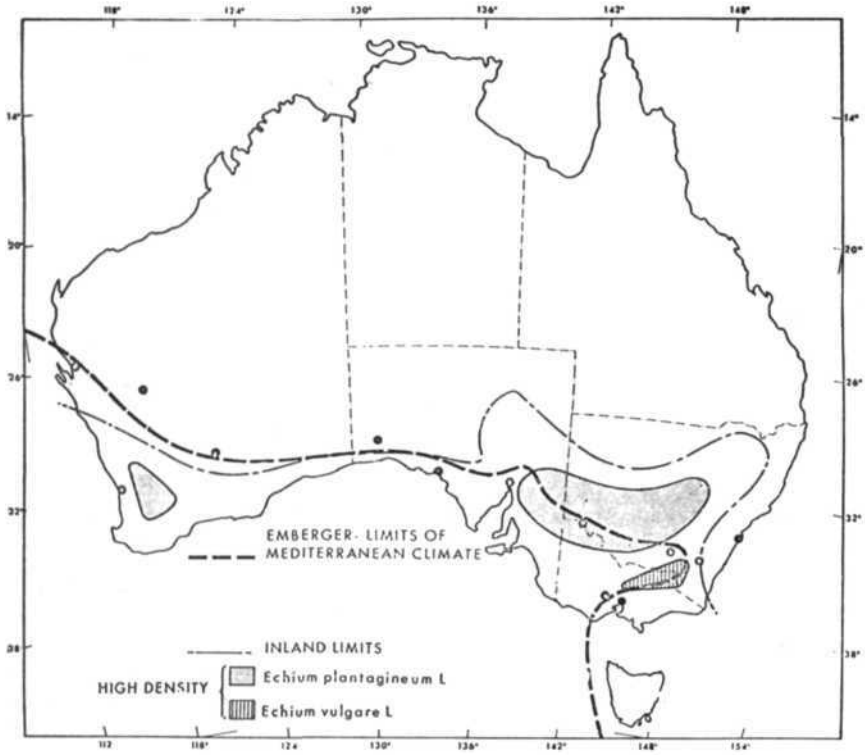 118° 124° 130° 136° 142° 148°
14° 14°
20° 20°
26° 26°
32° 32°
EMBERGER- LIMITS OF
MEDITERRANEAN CLIMATE
INLAND LIMITS
38° 38°
HIGH DENSITY
Echium plantagineum L
Echium vulgare L
112 118° 124 130° 136° 142° 148° 154°